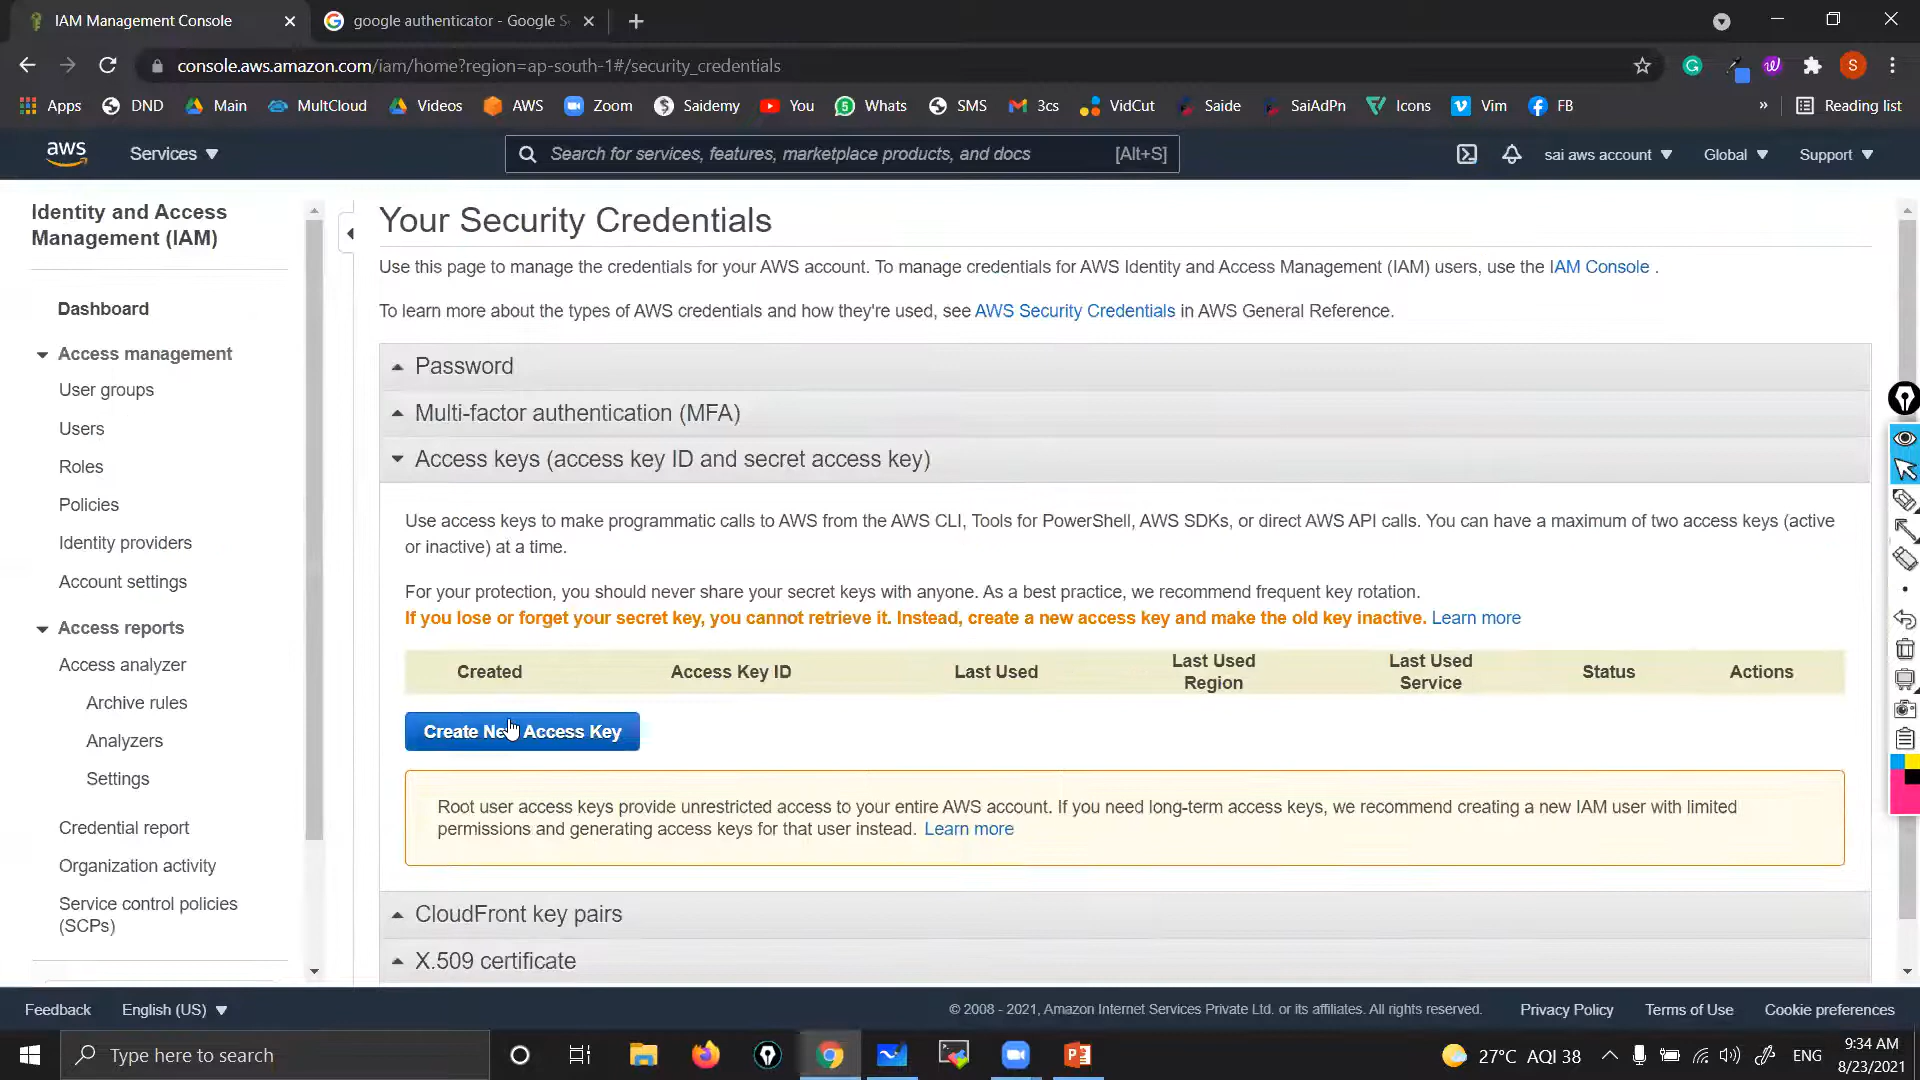 IAM Management Console
google authenticator - Google S
console.aws.amazon.com/iam/home?region=ap-south-1#/security_credentials
S
Apps DND Main MultCloud Videos AWS Zoom Saidemy You Whats SMS 3cs VidCut Saide SaiAdPn Icons Vim FB » Reading list
aws Services Search for services, features, marketplace products, and docs [Alt+S] sai aws account Global Support
Identity and Access
Management (IAM)
Dashboard
Access management
User groups
Users
Roles
Policies
Identity providers
Account settings
Access reports
Access analyzer
Archive rules
Analyzers
Settings
Credential report
Organization activity
Service control policies
(SCPs)
Your Security Credentials
Use this page to manage the credentials for your AWS account. To manage credentials for AWS Identity and Access Management (IAM) users, use the IAM Console .
To learn more about the types of AWS credentials and how they're used, see AWS Security Credentials in AWS General Reference.
Password
Multi-factor authentication (MFA)
Access keys (access key ID and secret access key)
Use access keys to make programmatic calls to AWS from the AWS CLI, Tools for PowerShell, AWS SDKs, or direct AWS API calls. You can have a maximum of two access keys (active
or inactive) at a time.
For your protection, you should never share your secret keys with anyone. As a best practice, we recommend frequent key rotation.
If you lose or forget your secret key, you cannot retrieve it. Instead, create a new access key and make the old key inactive. Learn more
Created Access Key ID Last Used Last Used Region Last Used Service Status Actions
Create New Access Key
Root user access keys provide unrestricted access to your entire AWS account. If you need long-term access keys, we recommend creating a new IAM user with limited
permissions and generating access keys for that user instead. Learn more
CloudFront key pairs
X.509 certificate
Feedback English (US) © 2008 - 2021, Amazon Internet Services Private Ltd. or its affiliates. All rights reserved. Privacy Policy Terms of Use Cookie preferences
Type here to search 27°C AQI 38 ENG 9:34 AM
8/23/2021